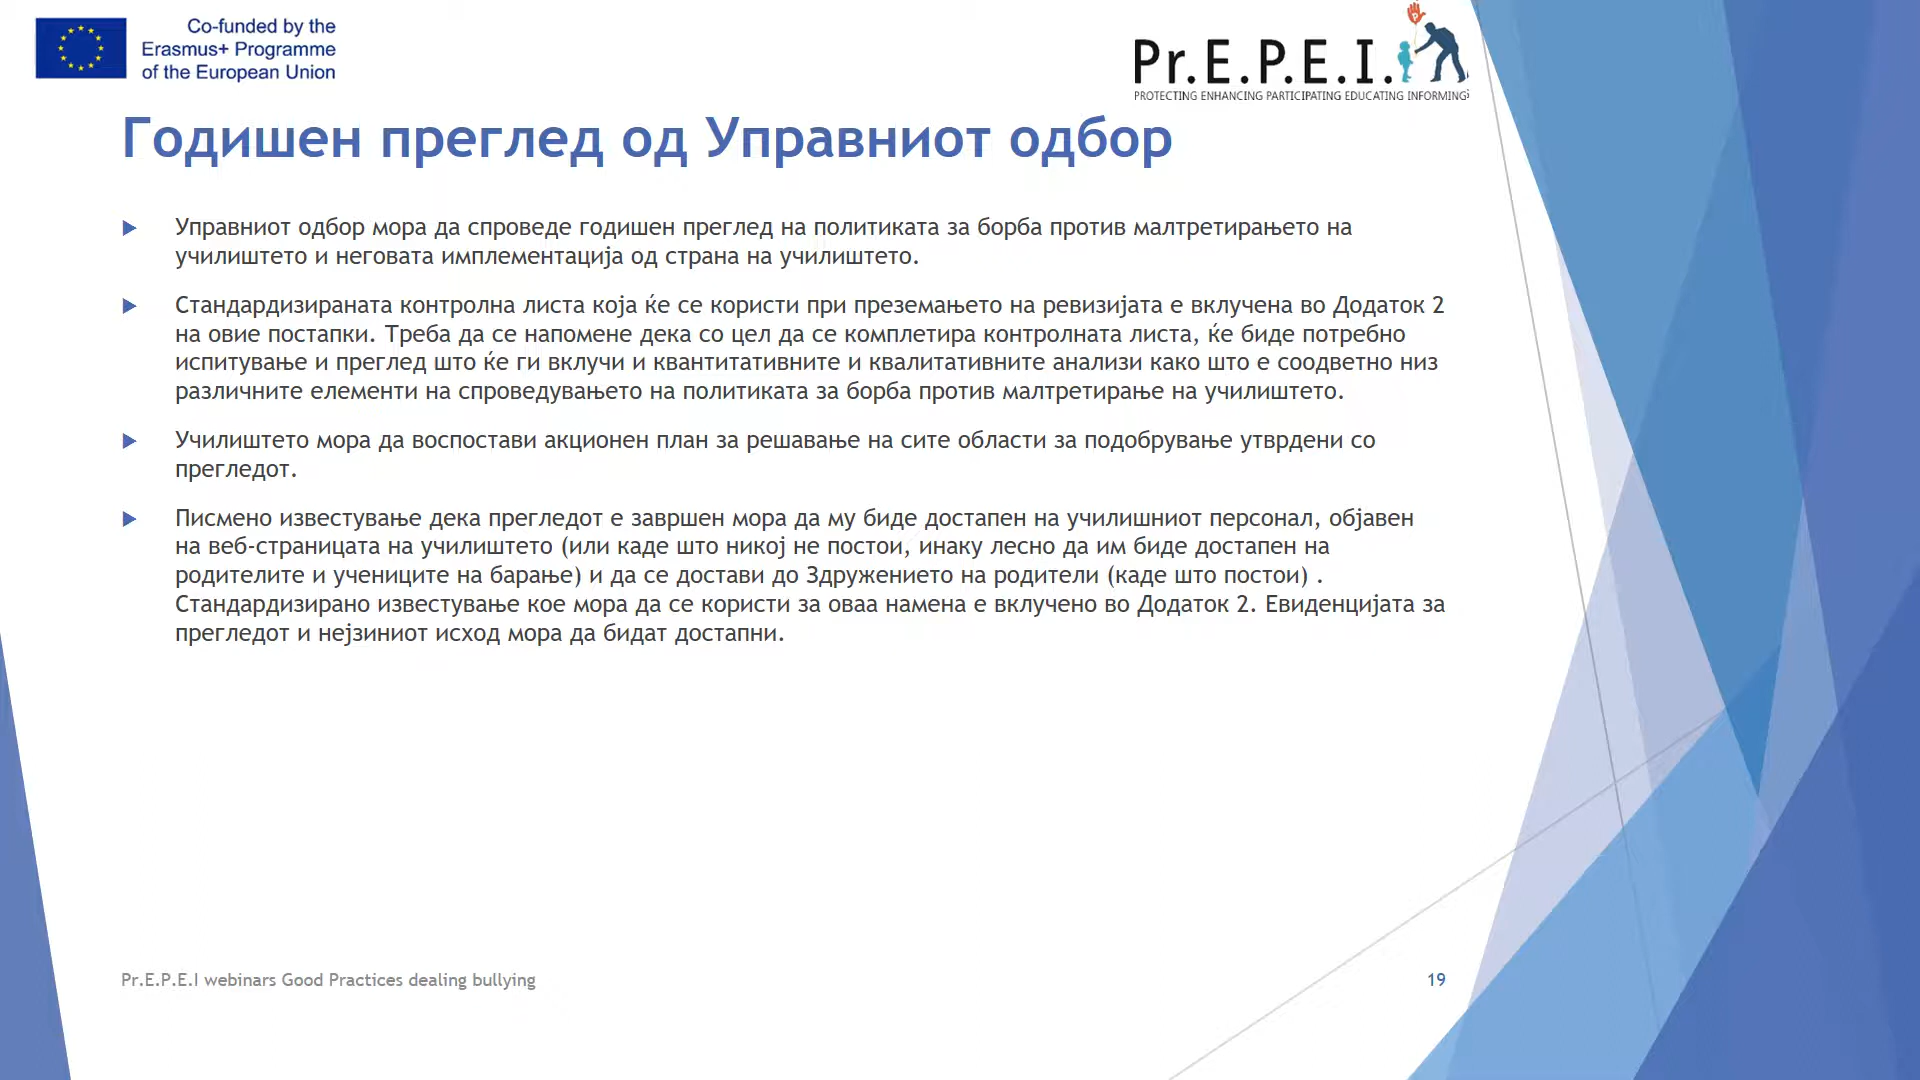 Co-funded by the
Erasmus+ Programme
of the European Union
Pr.E.P.E.I.
PROTECTING ENHANCING PARTICIPATING EDUCATING INFORMING
Годишен преглед од Управниот одбор
Управниот одбор мора да спроведе годишен преглед на политиката за борба против малтретирањето на
училиштето и неговата имплементација од страна на училиштето.
Стандардизираната контролна листа која ќе се користи при преземањето на ревизијата е вклучена во Додаток 2
на овие постапки. Треба да се напомене дека со цел да се комплетира контролната листа, ќе биде потребно
испитување и преглед што ќе ги вклучи и квантитативните и квалитативните анализи како што е соодветно низ
различните елементи на спроведувањето на политиката за борба против малтретирање на училиштето.
Училиштето мора да воспостави акционен план за решавање на сите области за подобрување утврдени со
прегледот.
Писмено известување дека прегледот е завршен мора да му биде достапен на училишниот персонал, објавен
на веб-страницата на училиштето (или каде што никој не постои, инаку лесно да им биде достапен на
родителите и учениците на барање) и да се достави до Здружението на родители (каде што постои) .
Стандардизирано известување кое мора да се користи за оваа намена е вклучено во Додаток 2. Евиденцијата за
прегледот и нејзиниот исход мора да бидат достапни.
Pr.E.P.E.I webinars Good Practices dealing bullying
19